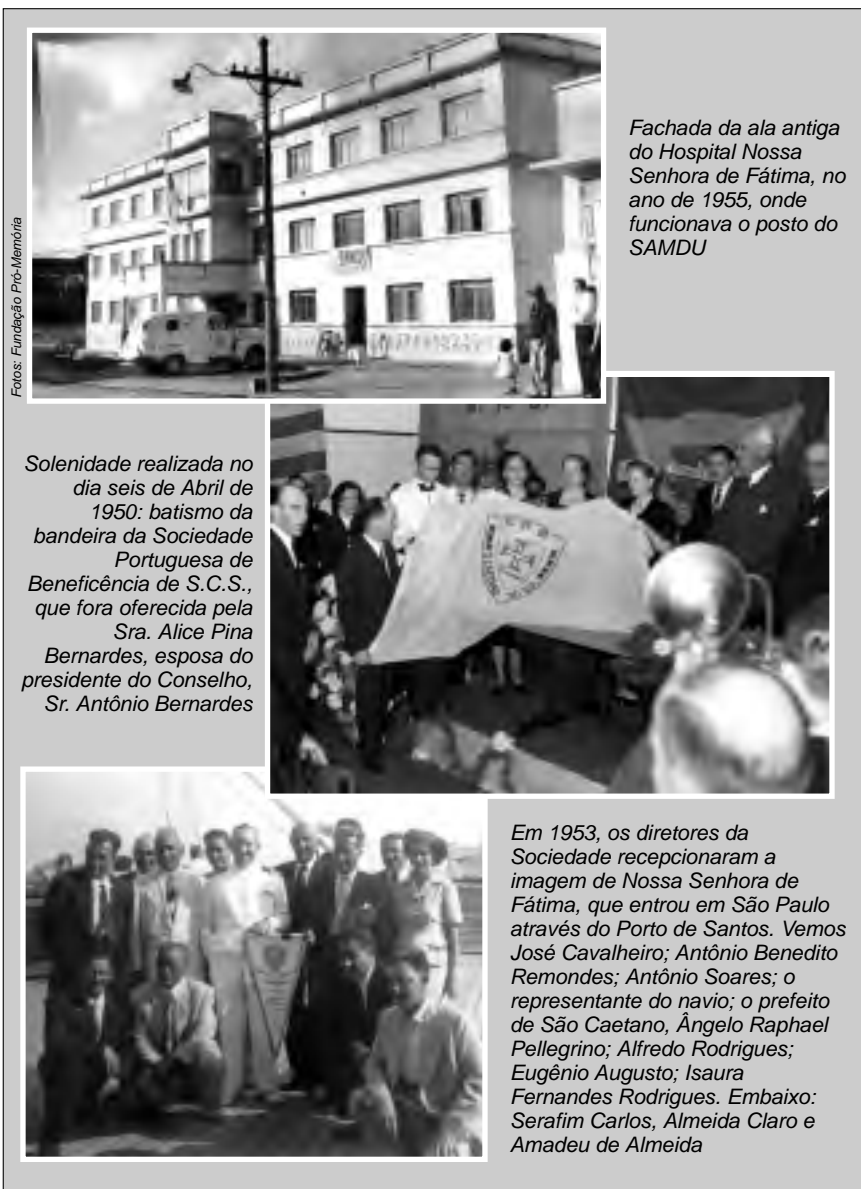 Fachada da ala antiga
do Hospital Nossa
Senhora de Fátima, no
ano de 1955, onde
funcionava o posto do
SAMDU
Fotos: Fundação Pró-Memória
Solenidade realizada no
dia seis de Abril de
1950: batismo da
bandeira da Sociedade
Portuguesa de
Beneficência de S.C.S.,
que fora oferecida pela
Sra. Alice Pina
Bernardes, esposa do
presidente do Conselho,
Sr. Antônio Bernardes
Em 1953, os diretores da
Sociedade recepcionaram a
imagem de Nossa Senhora de
Fátima, que entrou em São Paulo
através do Porto de Santos. Vemos
José Cavalheiro; Antônio Benedito
Remondes; Antônio Soares; o
representante do navio; o prefeito
de São Caetano, Ângelo Raphael
Pellegrino; Alfredo Rodrigues;
Eugênio Augusto; Isaura
Fernandes Rodrigues. Embaixo:
Serafim Carlos, Almeida Claro e
Amadeu de Almeida